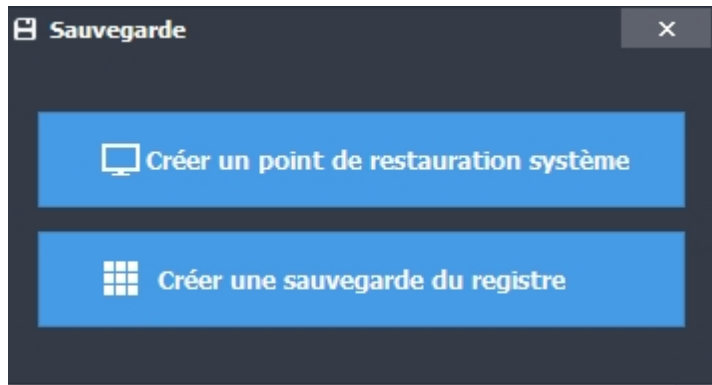 Sauvegarde
Créer un point de restauration système
Créer une sauvegarde du registre